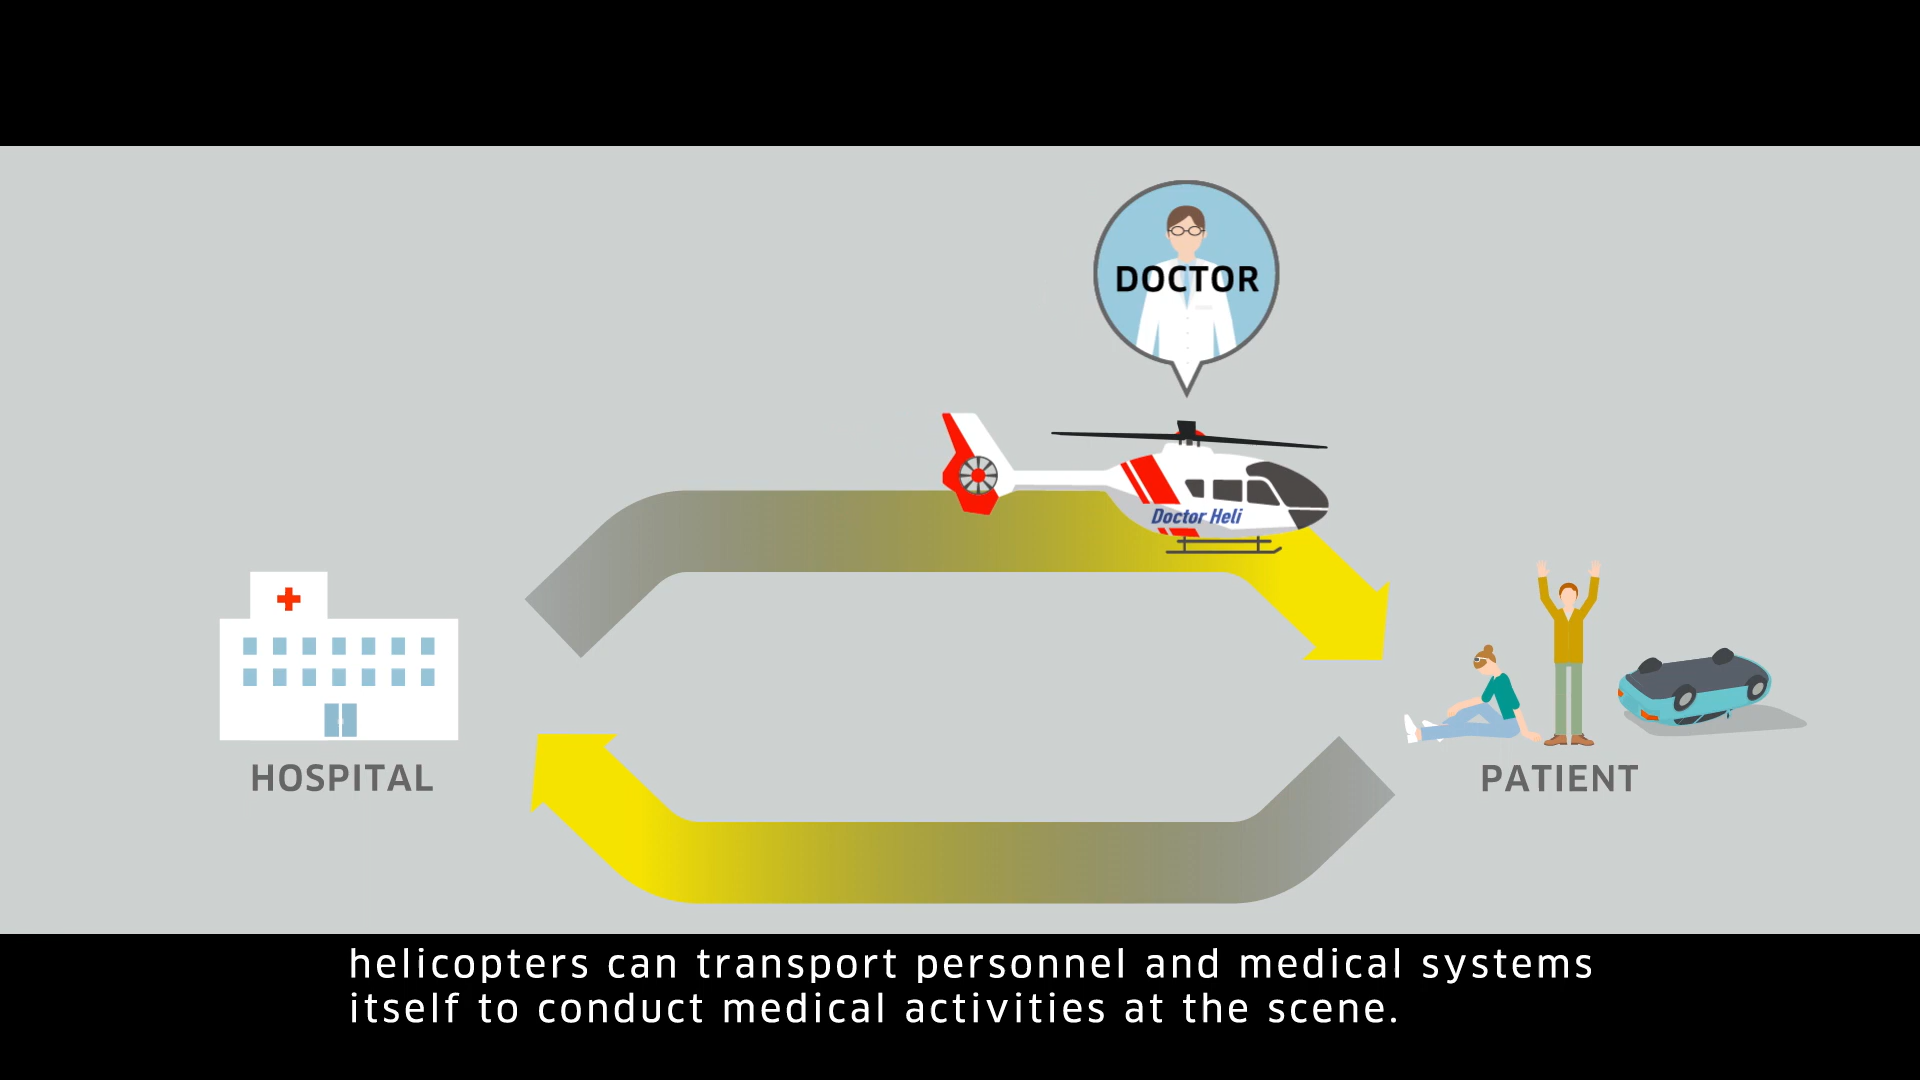 DOCTOR
Doctor Heli
HOSPITAL
PATIENT
helicopters can transport personnel and medical systems
itself to conduct medical activities at the scene.